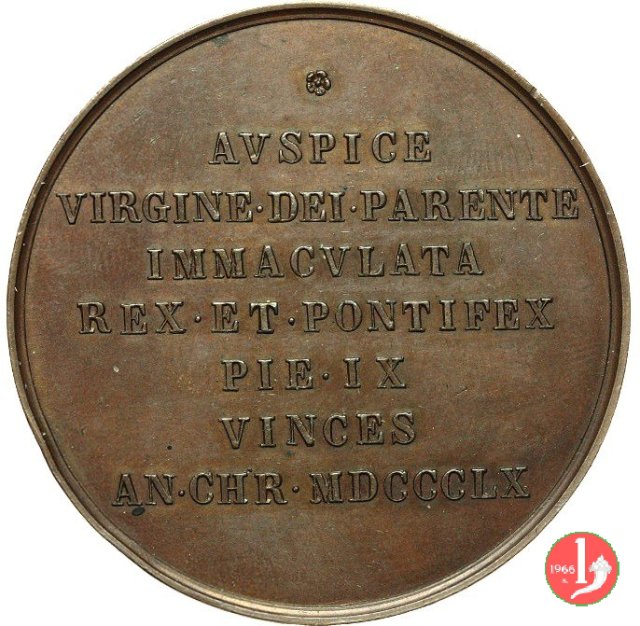 AVSPICE
VIRGINE·DEI·PARENTE
IMMACVLATA
REX·ET·PONTIFEX
PIE·IX
VINCES
AN·CHR·MDCCCLX
1966